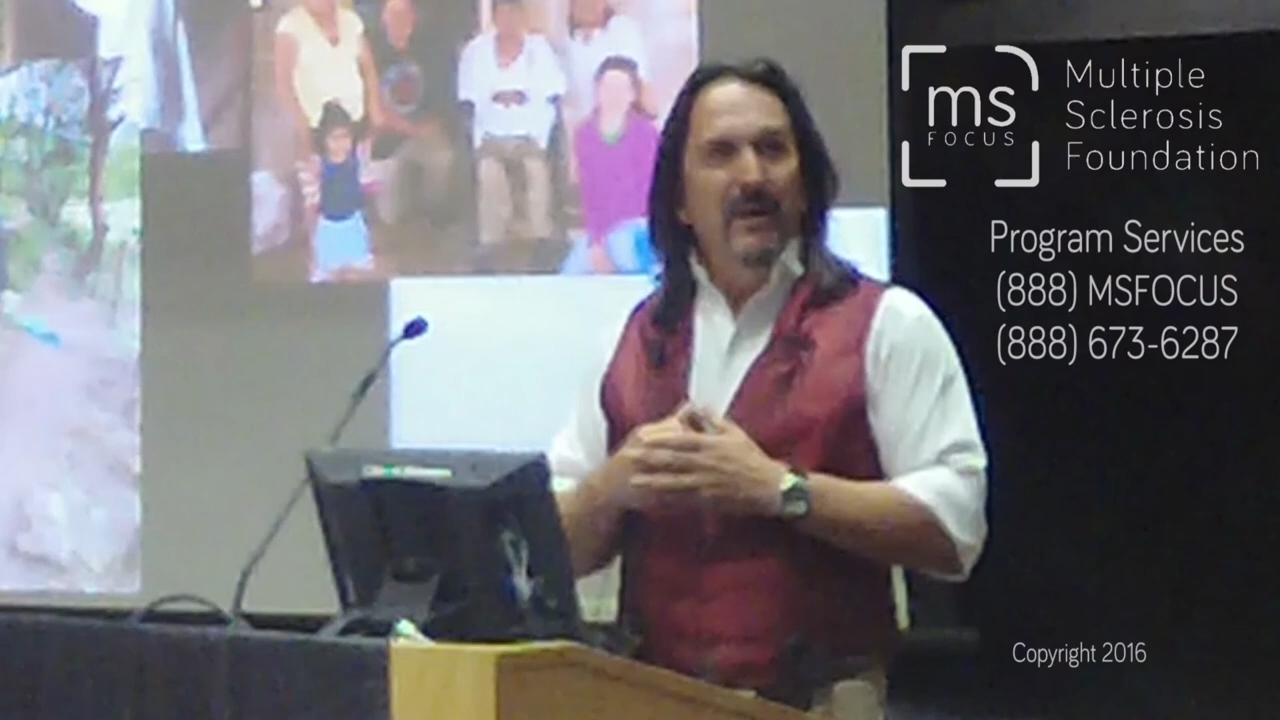 ms
FOCUS
Multiple
Sclerosis
Foundation
Program Services
(888) MSFOCUS
(888) 673-6287
Copyright 2016